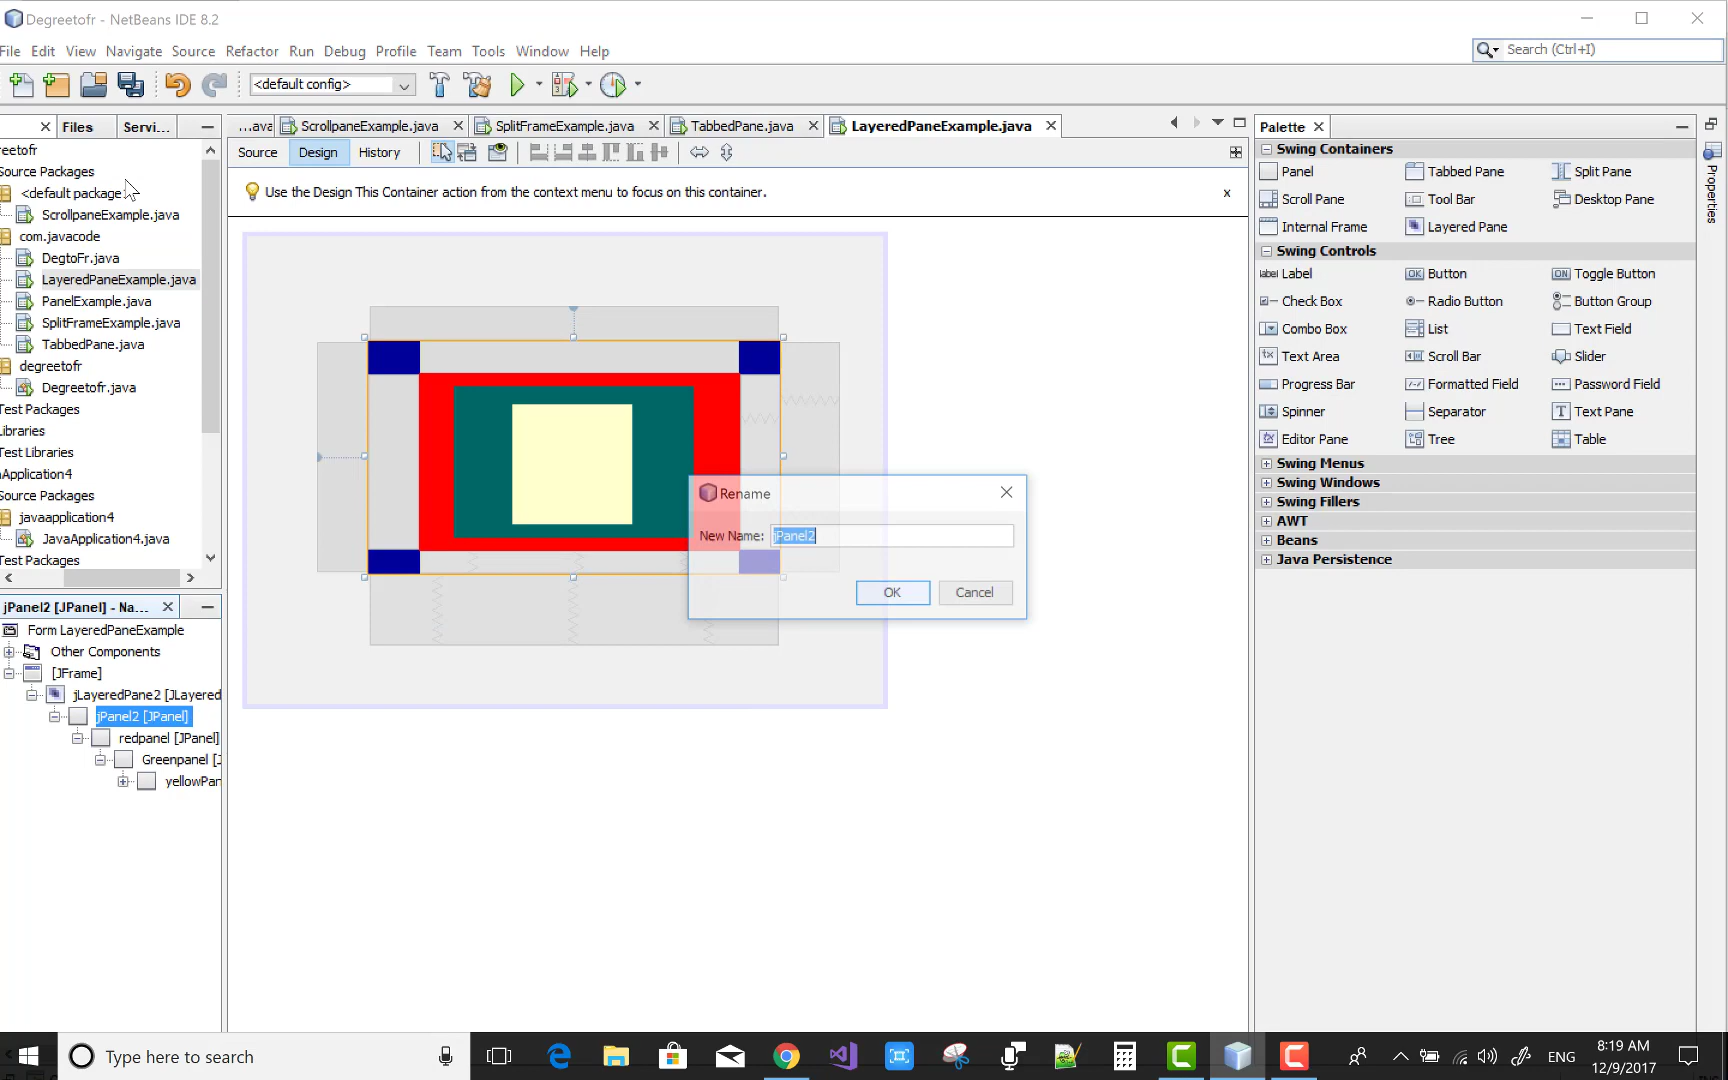 Degreetofr - NetBeans IDE 8.2
File Edit View Navigate Source Refactor Run Debug Profile Team Tools Window Help
Search (Ctrl+I)
<default config>
Files
Servi...
...ava
ScrollpaneExample.java
SplitFrameExample.java
TabbedPane.java
LayeredPaneExample.java
Source Design History
Use the Design This Container action from the context menu to focus on this container.
x
reetofr
Source Packages
<default package>
ScrollpaneExample.java
com.javacode
DegtoFr.java
LayeredPaneExample.java
PanelExample.java
SplitFrameExample.java
TabbedPane.java
degreetofr
Degreetofr.java
Test Packages
Libraries
Test Libraries
Application4
Source Packages
javaapplication4
JavaApplication4.java
Test Packages
jPanel2 [JPanel] - Na...
Form LayeredPaneExample
Other Components
[JFrame]
jLayeredPane2 [JLayered
jPanel2 [JPanel]
redpanel [JPanel]
Greenpanel [J
yellowPan
Rename
New Name: jPanel2
OK Cancel
Palette
Swing Containers
Panel Tabbed Pane Split Pane
Scroll Pane Tool Bar Desktop Pane
Internal Frame Layered Pane
Swing Controls
label Label OK Button ON Toggle Button
Check Box Radio Button Button Group
Combo Box List Text Field
Text Area Scroll Bar Slider
Progress Bar Formatted Field Password Field
Spinner Separator T Text Pane
Editor Pane Tree Table
Swing Menus
Swing Windows
Swing Fillers
AWT
Beans
Java Persistence
Properties
Type here to search
ENG
8:19 AM
12/9/2017